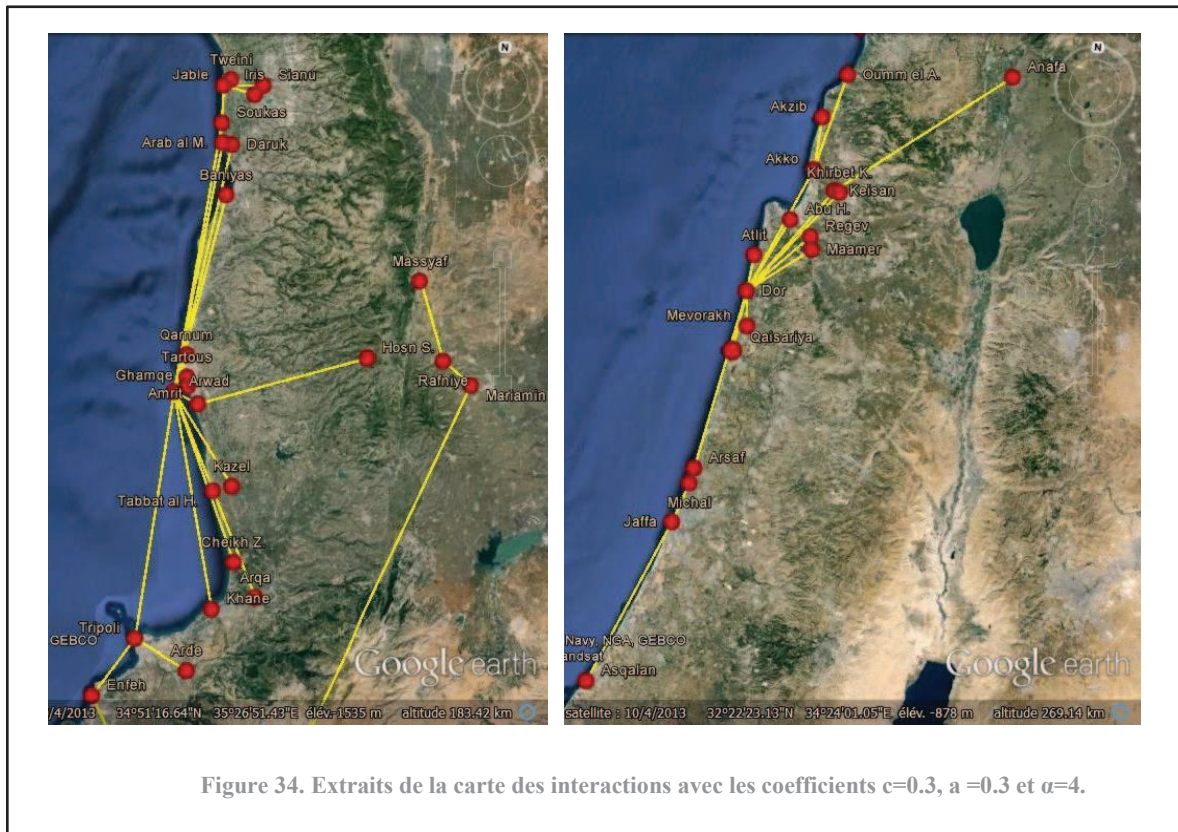 N
Tweini
Jable
Iris
Sianu
Soukas
Arab al M.
Daruk
Baniyas
Massyaf
Qarnum
Tartous
Hosn S.
Ghamqe
Arwad
Rafniye
Amrit
Mariamin
Kazel
Tabbat al H.
Cheikh Z.
Arqa
Khane
Tripoli
GEBCO
Arde
Google earth
Enfeh
/4/2013 34°51'16.64"N 35°26'51.43"E élév.-1535 m altitude 183.42 km
N
Oumm el A.
Anafa
Akzib
Akko
Khirbet K.
Keisan
Abu H.
Regev
Atlit
Maamer
Dor
Mevorakh
Qaisariya
Arsaf
Michal
Jaffa
Navy, NGA, GEBCO
andsat
Asqalan
Google earth
satellite : 10/4/2013 32°22'23.13"N 34°24'01.05"E élév. -878 m altitude 269.14 km
Figure 34. Extraits de la carte des interactions avec les coefficients c=0.3, a =0.3 et α=4.